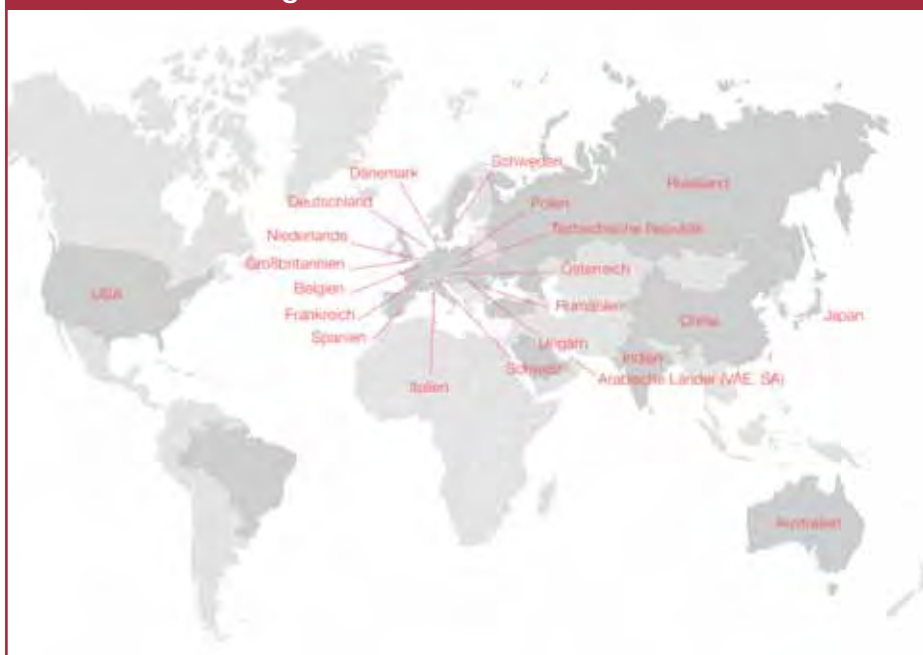 Schweden
Dänemark
Russland
Deutschland
Polen
Niederlande
Tschechische Republik
Großbritannien
Österreich
USA
Belgien
Rumänien
Frankreich
China
Japan
Spanien
Ungarn
Indien
Schweiz
Arabische Länder (VAE, SA)
Italien
Australien